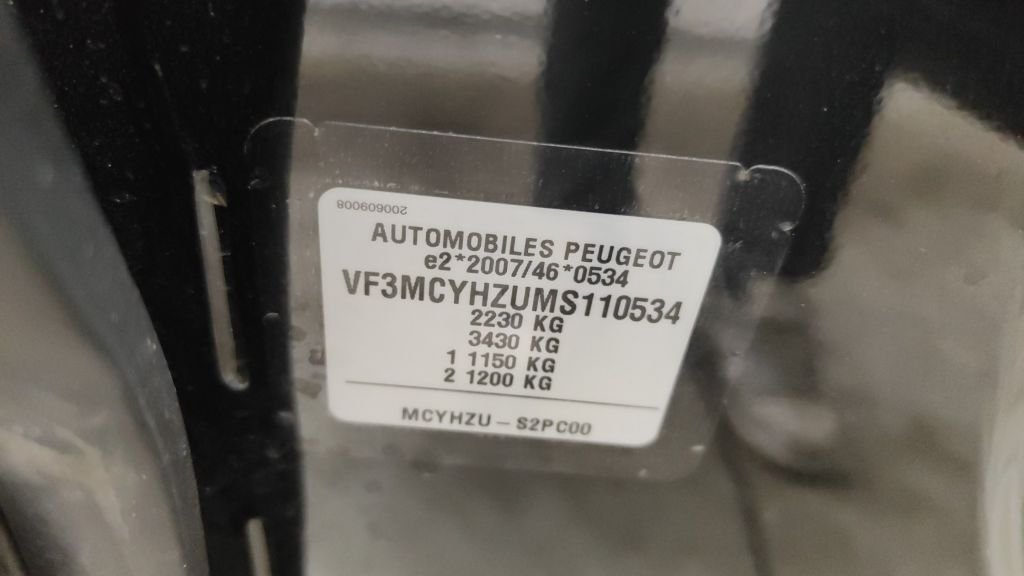 200609008
AUTOMOBILES PEUGEOT
e2*2007/46*0534
VF3MCYHZUMS110534
2230 KG
3430 KG
1 1150 KG
2 1200 KG
MCYHZU – S2PC00